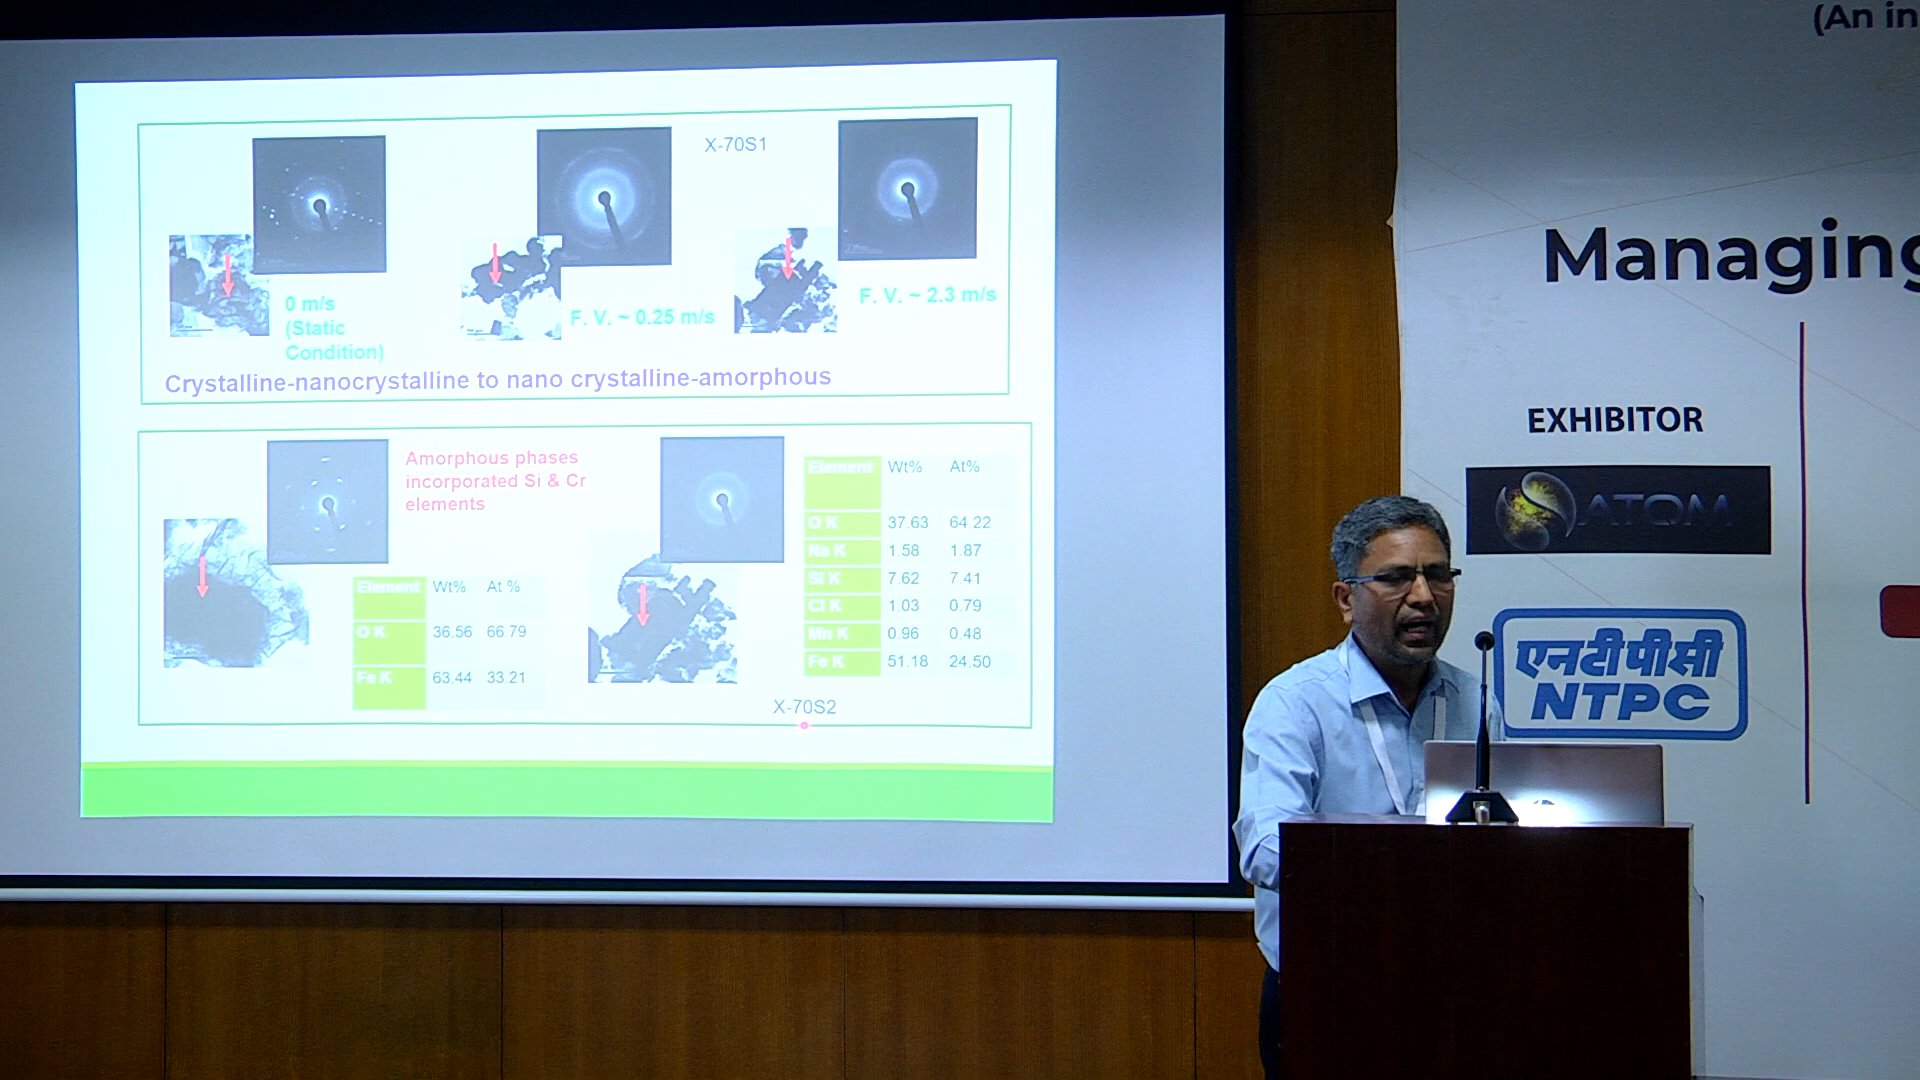 X-70S1
0 m/s
(Static
Condition)
F. V. ~ 0.25 m/s
F. V. ~ 2.3 m/s
Crystalline-nanocrystalline to nano crystalline-amorphous
Amorphous phases
incorporated Si & Cr
elements
Element Wt% At %
O K 36.56 66.79
Fe K 63.44 33.21
Element Wt% At%
O K 37.63 64.22
Na K 1.58 1.87
Si K 7.62 7.41
Cl K 1.03 0.79
Mn K 0.96 0.48
Fe K 51.18 24.50
X-70S2
(An in
Managing
EXHIBITOR
ATOM
एनटीपीसी
NTPC